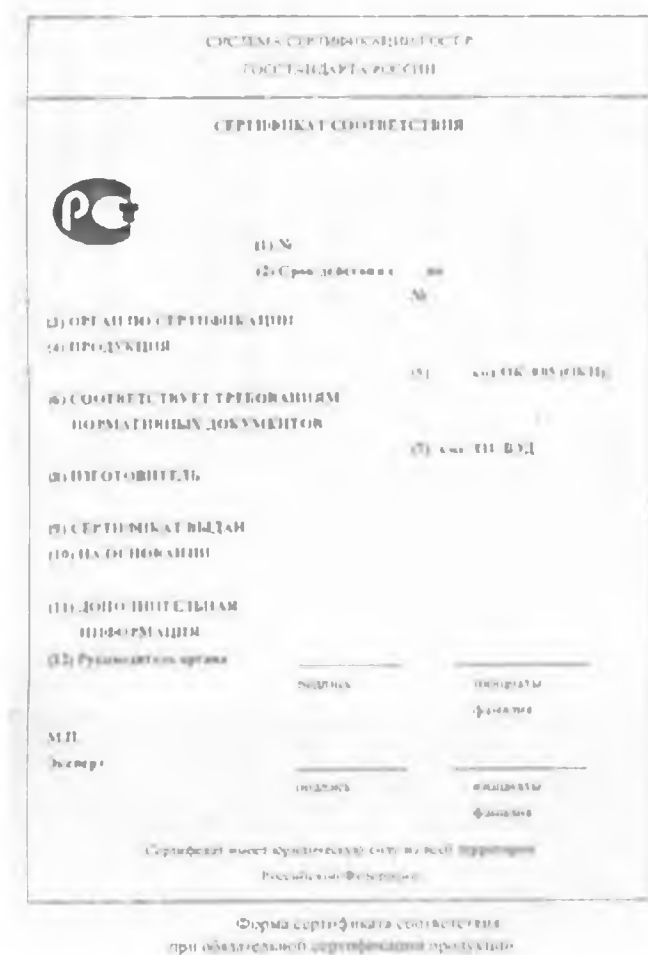 СИСТЕМА СЕРТИФИКАЦИИ ГОСТ Р
ГОССТАНДАРТА РОССИИ
СЕРТИФИКАТ СООТВЕТСТВИЯ
(1) №
(2) Срок действия с по
№
(3) ОРГАН ПО СЕРТИФИКАЦИИ
(4) ПРОДУКЦИЯ
(5) код ОК 005 (ОКП)
(6) СООТВЕТСТВУЕТ ТРЕБОВАНИЯМ
НОРМАТИВНЫХ ДОКУМЕНТОВ
(7) код ТН ВЭД
(8) ИЗГОТОВИТЕЛЬ
(9) СЕРТИФИКАТ ВЫДАН
(10) НА ОСНОВАНИИ
(11) ДОПОЛНИТЕЛЬНАЯ
ИНФОРМАЦИЯ
(12) Руководитель органа
подпись инициалы
фамилия
М.П.
Эксперт
подпись инициалы
фамилия
Сертификат имеет юридическую силу на всей территории
Российской Федерации
Форма сертификата соответствия
при обязательной сертификации продукции